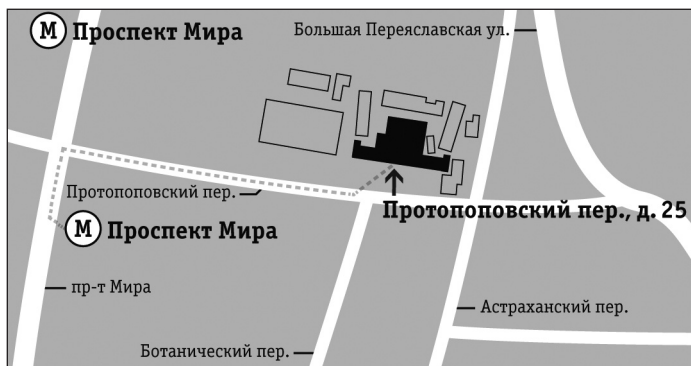 М Проспект Мира
Большая Переяславская ул.
Протопоповский пер.
Протопоповский пер., д. 25
М Проспект Мира
пр-т Мира
Астраханский пер.
Ботанический пер.